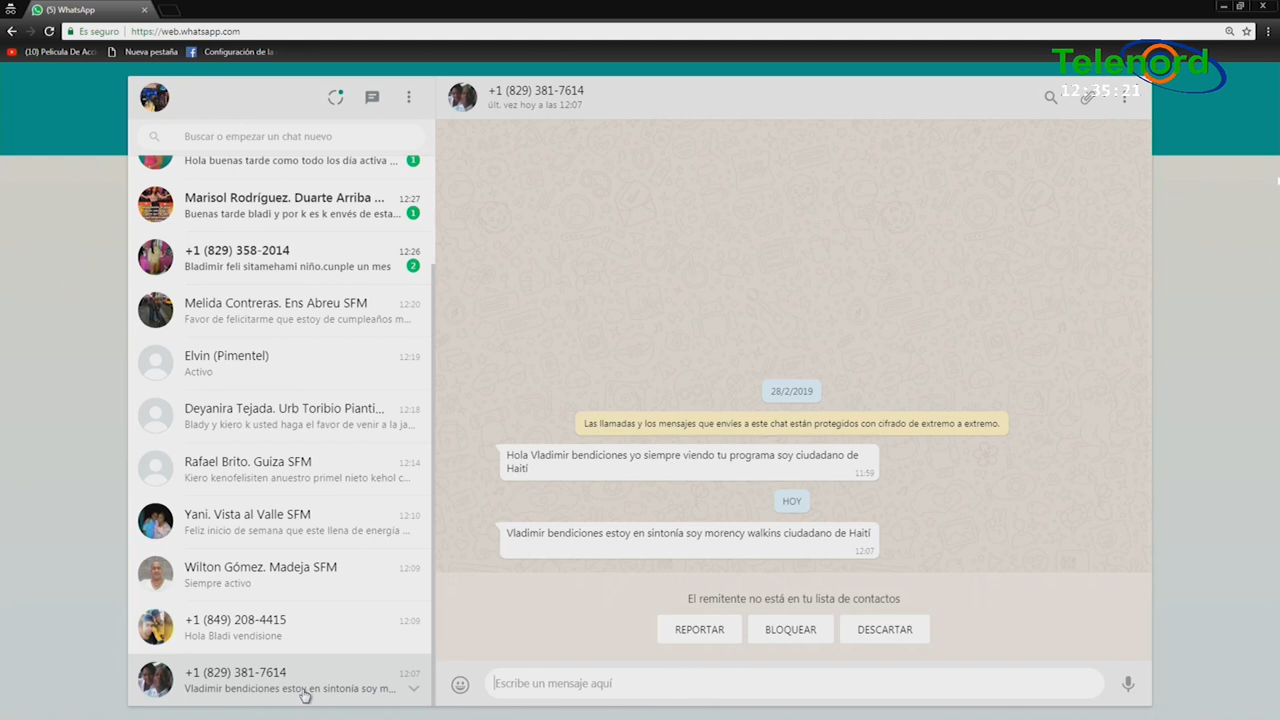 (5) WhatsApp
Es seguro
https://web.whatsapp.com
(10) Pelicula De Acc
Nueva pestaña
Configuración de la
Telenord
12:35:21
+1 (829) 381-7614
últ. vez hoy a las 12:07
Buscar o empezar un chat nuevo
Hola buenas tarde como todo los día activa ...
1
Marisol Rodríguez. Duarte Arriba ...
12:27
Buenas tarde bladi y por k es k envés de esta...
1
+1 (829) 358-2014
12:26
Bladimir feli sitamehami niño.cunple un mes
2
Melida Contreras. Ens Abreu SFM
12:20
Favor de felicitarme que estoy de cumpleaños m...
Elvin (Pimentel)
12:19
Activo
Deyanira Tejada. Urb Toribio Pianti...
12:18
Blady y kiero k usted haga el favor de venir a la ja...
Rafael Brito. Guiza SFM
12:14
Kiero kenofelisiten anuestro primel nieto kehol c...
Yani. Vista al Valle SFM
12:10
Feliz inicio de semana que este llena de energía ...
Wilton Gómez. Madeja SFM
12:09
Siempre activo
+1 (849) 208-4415
12:09
Hola Bladi vendisione
+1 (829) 381-7614
12:07
Vladimir bendiciones estoy en sintonía soy m...
28/2/2019
Las llamadas y los mensajes que envíes a este chat están protegidos con cifrado de extremo a extremo.
Hola Vladimir bendiciones yo siempre viendo tu programa soy ciudadano de
Haití
11:59
HOY
Vladimir bendiciones estoy en sintonía soy morency walkins ciudadano de Haití
12:07
El remitente no está en tu lista de contactos
REPORTAR
BLOQUEAR
DESCARTAR
Escribe un mensaje aquí